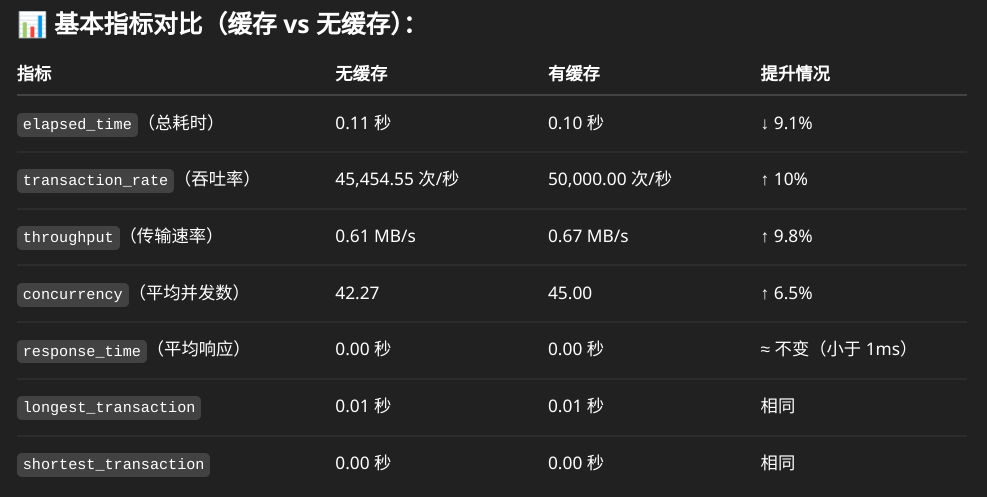 📊 基本指标对比（缓存 vs 无缓存）：
指标 无缓存 有缓存 提升情况
elapsed_time（总耗时） 0.11 秒 0.10 秒 ↓ 9.1%
transaction_rate（吞吐率） 45,454.55 次/秒 50,000.00 次/秒 ↑ 10%
throughput（传输速率） 0.61 MB/s 0.67 MB/s ↑ 9.8%
concurrency（平均并发数） 42.27 45.00 ↑ 6.5%
response_time（平均响应） 0.00 秒 0.00 秒 ≈ 不变（小于 1ms）
longest_transaction 0.01 秒 0.01 秒 相同
shortest_transaction 0.00 秒 0.00 秒 相同